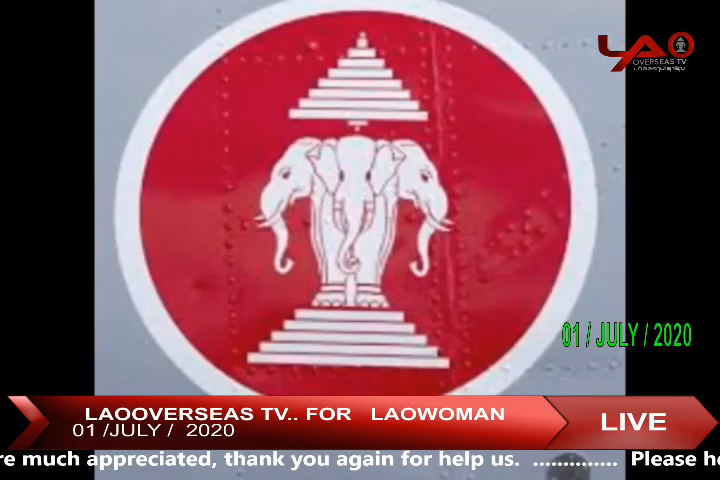 LAO
OVERSEAS TV
01 / JULY / 2020
LAOOVERSEAS TV.. FOR LAOWOMAN
01 /JULY / 2020
LIVE
re much appreciated, thank you again for help us. .............. Please he